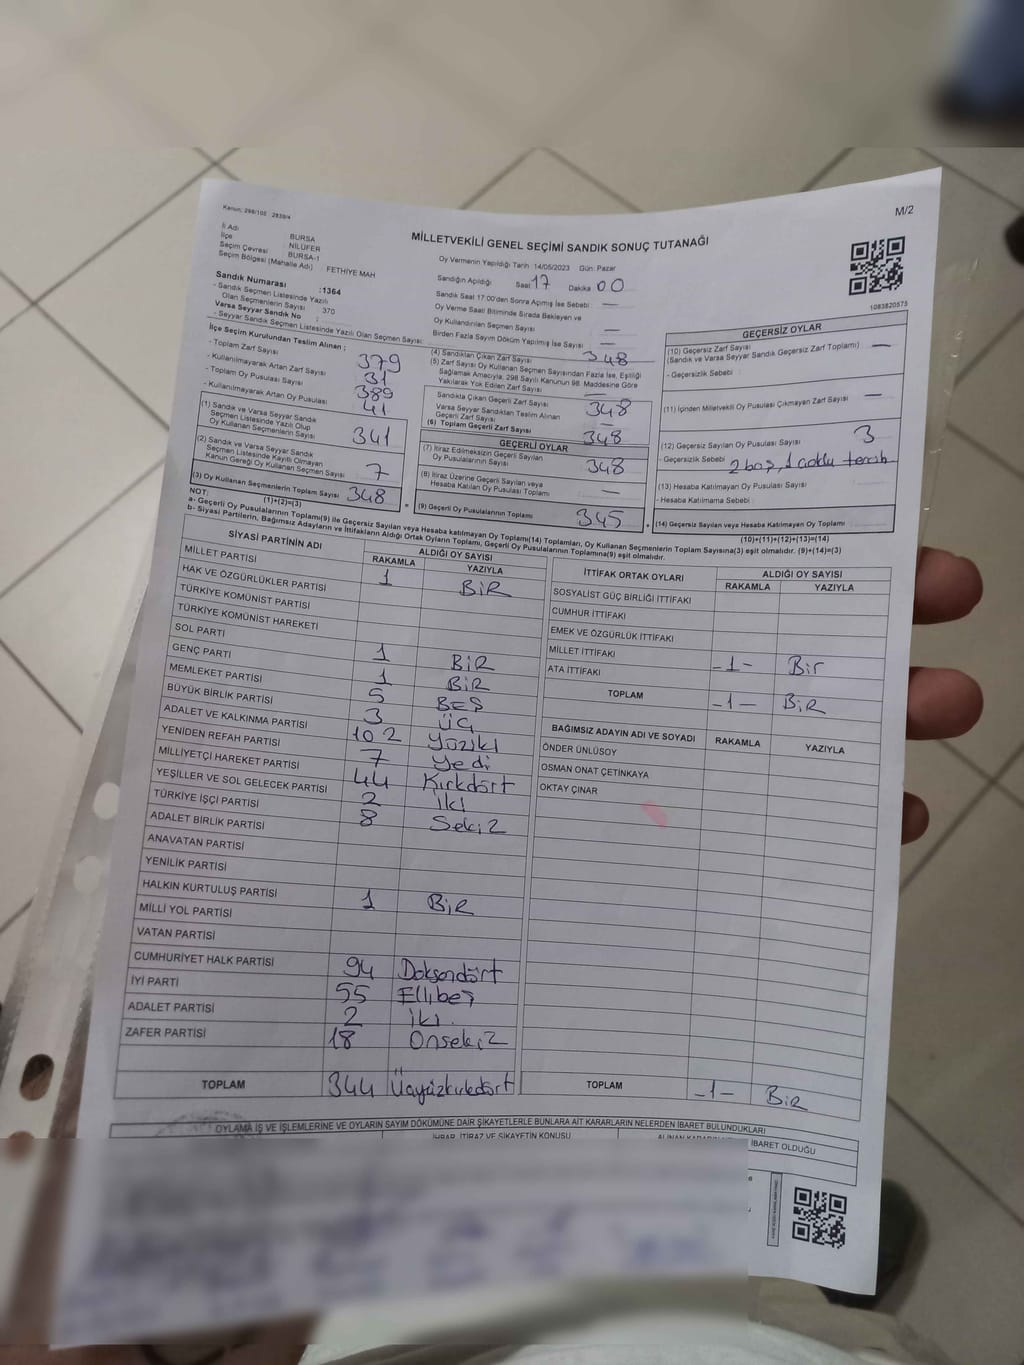 Kanun; 298/105 2839/4
M/2
MİLLETVEKİLİ GENEL SEÇİMİ SANDIK SONUÇ TUTANAĞI
İl Adı : BURSA
İlçe : NİLÜFER
Seçim Çevresi : BURSA-1
Seçim Bölgesi (Mahalle Adı) : FETHİYE MAH
Sandık Numarası :1364
- Sandık Seçmen Listesinde Yazılı
Olan Seçmenlerin Sayısı : 370
Varsa Seyyar Sandık No :
- Seyyar Sandık Seçmen Listesinde Yazılı Olan Seçmen Sayısı:
Oy Vermenin Yapıldığı Tarih 14/05/2023 Gün: Pazar
Sandığın Açıldığı Saat 17 Dakika 00
Sandık Saat 17:00'den Sonra Açılmış İse Sebebi : —
Oy Verme Saati Bitiminde Sırada Bekleyen ve
Oy Kullandırılan Seçmen Sayısı —
Birden Fazla Sayım Döküm Yapılmış İse Sayısı : —
1083820575
İlçe Seçim Kurulundan Teslim Alınan ;
- Toplam Zarf Sayısı 379
- Kullanılmayarak Artan Zarf Sayısı 31
- Toplam Oy Pusulası Sayısı 389
- Kullanılmayarak Artan Oy Pusulası 41
(1) Sandık ve Varsa Seyyar Sandık
Seçmen Listesinde Yazılı Olup
Oy Kullanan Seçmenlerin Sayısı 341
(2) Sandık ve Varsa Seyyar Sandık
Seçmen Listesinde Kayıtlı Olmayan
Kanun Gereği Oy Kullanan Seçmen Sayısı 7
(3) Oy Kullanan Seçmenlerin Toplam Sayısı 348
(1)+(2)=(3)
(4) Sandıktan Çıkan Zarf Sayısı 348
(5) Zarf Sayısı Oy Kullanan Seçmen Sayısından Fazla İse, Eşitliği
Sağlamak Amacıyla, 298 Sayılı Kanunun 98. Maddesine Göre
Yakılarak Yok Edilen Zarf Sayısı —
Sandıkta Çıkan Geçerli Zarf Sayısı 348
Varsa Seyyar Sandıktan Teslim Alınan
Geçerli Zarf Sayısı —
(6) Toplam Geçerli Zarf Sayısı 348
GEÇERLİ OYLAR
(7) İtiraz Edilmeksizin Geçerli Sayılan
Oy Pusulalarının Sayısı 348
(8) İtiraz Üzerine Geçerli Sayılan veya
Hesaba Katılan Oy Pusulası Toplamı —
(9) Geçerli Oy Pusulalarının Toplamı 345
GEÇERSİZ OYLAR
(10) Geçersiz Zarf Sayısı
(Sandık ve Varsa Seyyar Sandık Geçersiz Zarf Toplamı) —
- Geçersizlik Sebebi :
(11) İçinden Milletvekili Oy Pusulası Çıkmayan Zarf Sayısı —
(12) Geçersiz Sayılan Oy Pusulası Sayısı 3
- Geçersizlik Sebebi 2 boş, 1 çoklu tercih
(13) Hesaba Katılmayan Oy Pusulası Sayısı
- Hesaba Katılmama Sebebi :
(14) Geçersiz Sayılan veya Hesaba Katılmayan Oy Toplamı
(10)+(11)+(12)+(13)=(14)
NOT:
a- Geçerli Oy Pusulasının Toplamı(9) ile Geçersiz Sayılan veya Hesaba katılmayan Oy Toplamı(14) Toplamları, Oy Kullanan Seçmenlerin Toplam Sayısına(3) eşit olmalıdır. (9)+(14)=(3)
b- Siyasi Partilerin, Bağımsız Adayların ve İttifakların Aldığı Ortak Oyların Toplamı, Geçerli Oy Pusulalarının Toplamına(9) eşit olmalıdır.
SİYASİ PARTİNİN ADI ALDIĞI OY SAYISI
RAKAMLA YAZIYLA
MİLLET PARTİSİ 1 BİR
HAK VE ÖZGÜRLÜKLER PARTİSİ
TÜRKİYE KOMÜNİST PARTİSİ
TÜRKİYE KOMÜNİST HAREKETİ
SOL PARTİ 1 BİR
GENÇ PARTİ 1 BİR
MEMLEKET PARTİSİ 5 BEŞ
BÜYÜK BİRLİK PARTİSİ 3 ÜÇ
ADALET VE KALKINMA PARTİSİ 102 Yüziki
YENİDEN REFAH PARTİSİ 7 Yedi
MİLLİYETÇİ HAREKET PARTİSİ 44 Kırkdört
YEŞİLLER VE SOL GELECEK PARTİSİ 2 İki
TÜRKİYE İŞÇİ PARTİSİ 8 Sekiz
ADALET BİRLİK PARTİSİ
ANAVATAN PARTİSİ
YENİLİK PARTİSİ
HALKIN KURTULUŞ PARTİSİ 1 BİR
MİLLİ YOL PARTİSİ
VATAN PARTİSİ
CUMHURİYET HALK PARTİSİ 94 Doksandört
İYİ PARTİ 55 Ellibeş
ADALET PARTİSİ 2 İki.
ZAFER PARTİSİ 18 Onsekiz
TOPLAM 344 Üçyüzkırkdört
İTTİFAK ORTAK OYLARI ALDIĞI OY SAYISI
RAKAMLA YAZIYLA
SOSYALİST GÜÇ BİRLİĞİ İTTİFAKI
CUMHUR İTTİFAKI
EMEK VE ÖZGÜRLÜK İTTİFAKI
MİLLET İTTİFAKI -1- Bir
ATA İTTİFAKI
TOPLAM -1- BİR
BAĞIMSIZ ADAYIN ADI VE SOYADI RAKAMLA YAZIYLA
ÖNDER ÜNLÜSOY
OSMAN ONAT ÇETINKAYA
OKTAY ÇINAR
TOPLAM -1- BİR
OYLAMA İŞ VE İŞLEMLERİNE VE OYLARIN SAYIM DÖKÜMÜNE DAİR ŞİKAYETLERLE BUNLARA AİT KARARLARIN NELERDEN İBARET BULUNDUKLARI
İHBAR, İTİRAZ VE ŞİKAYETİN KONUSU
İBARET OLDUĞU